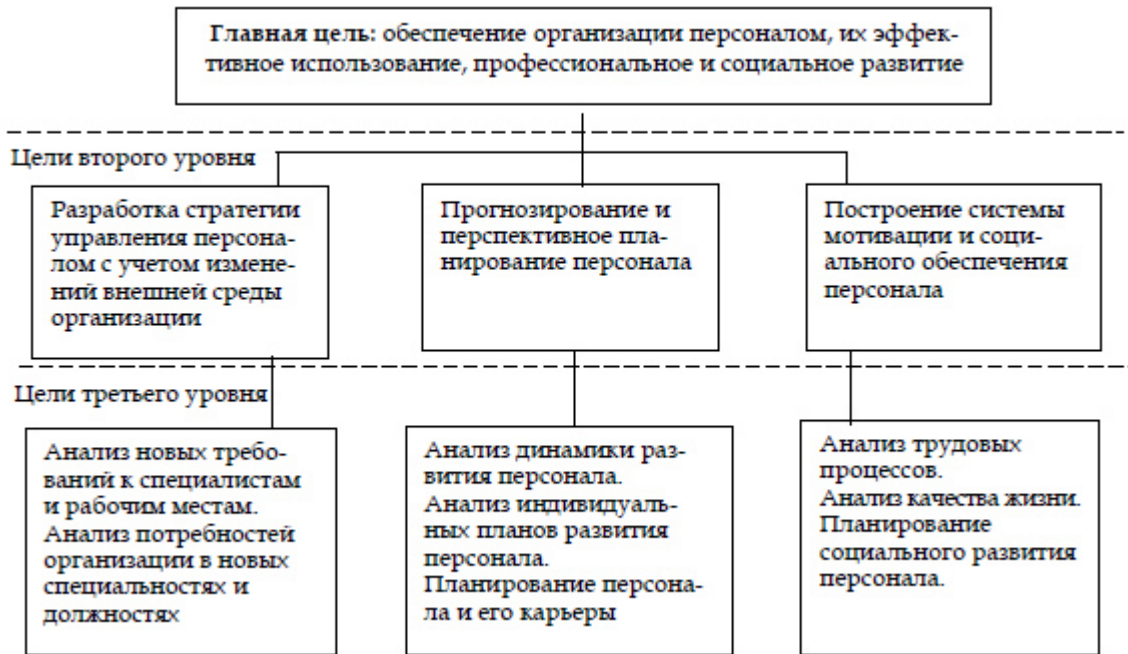 Главная цель: обеспечение организации персоналом, их эффек-
тивное использование, профессиональное и социальное развитие
Цели второго уровня
Разработка стратегии
управления персона-
лом с учетом измене-
ний внешней среды
организации
Прогнозирование и
перспективное пла-
нирование персонала
Построение системы
мотивации и соци-
ального обеспечения
персонала
Цели третьего уровня
Анализ новых требо-
ваний к специалистам
и рабочим местам.
Анализ потребностей
организации в новых
специальностях и
должностях
Анализ динамики раз-
вития персонала.
Анализ индивидуаль-
ных планов развития
персонала.
Планирование персона-
ла и его карьеры
Анализ трудовых
процессов.
Анализ качества жизни.
Планирование
социального развития
персонала.